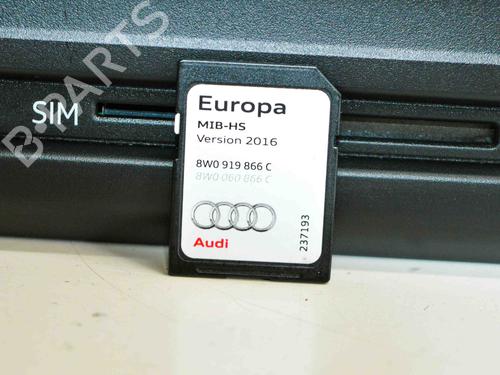 B-PARTS
SIM
Europa
MIB-HS
Version 2016
8W0 919 866 C
8W0 060 866 C
Audi
237193